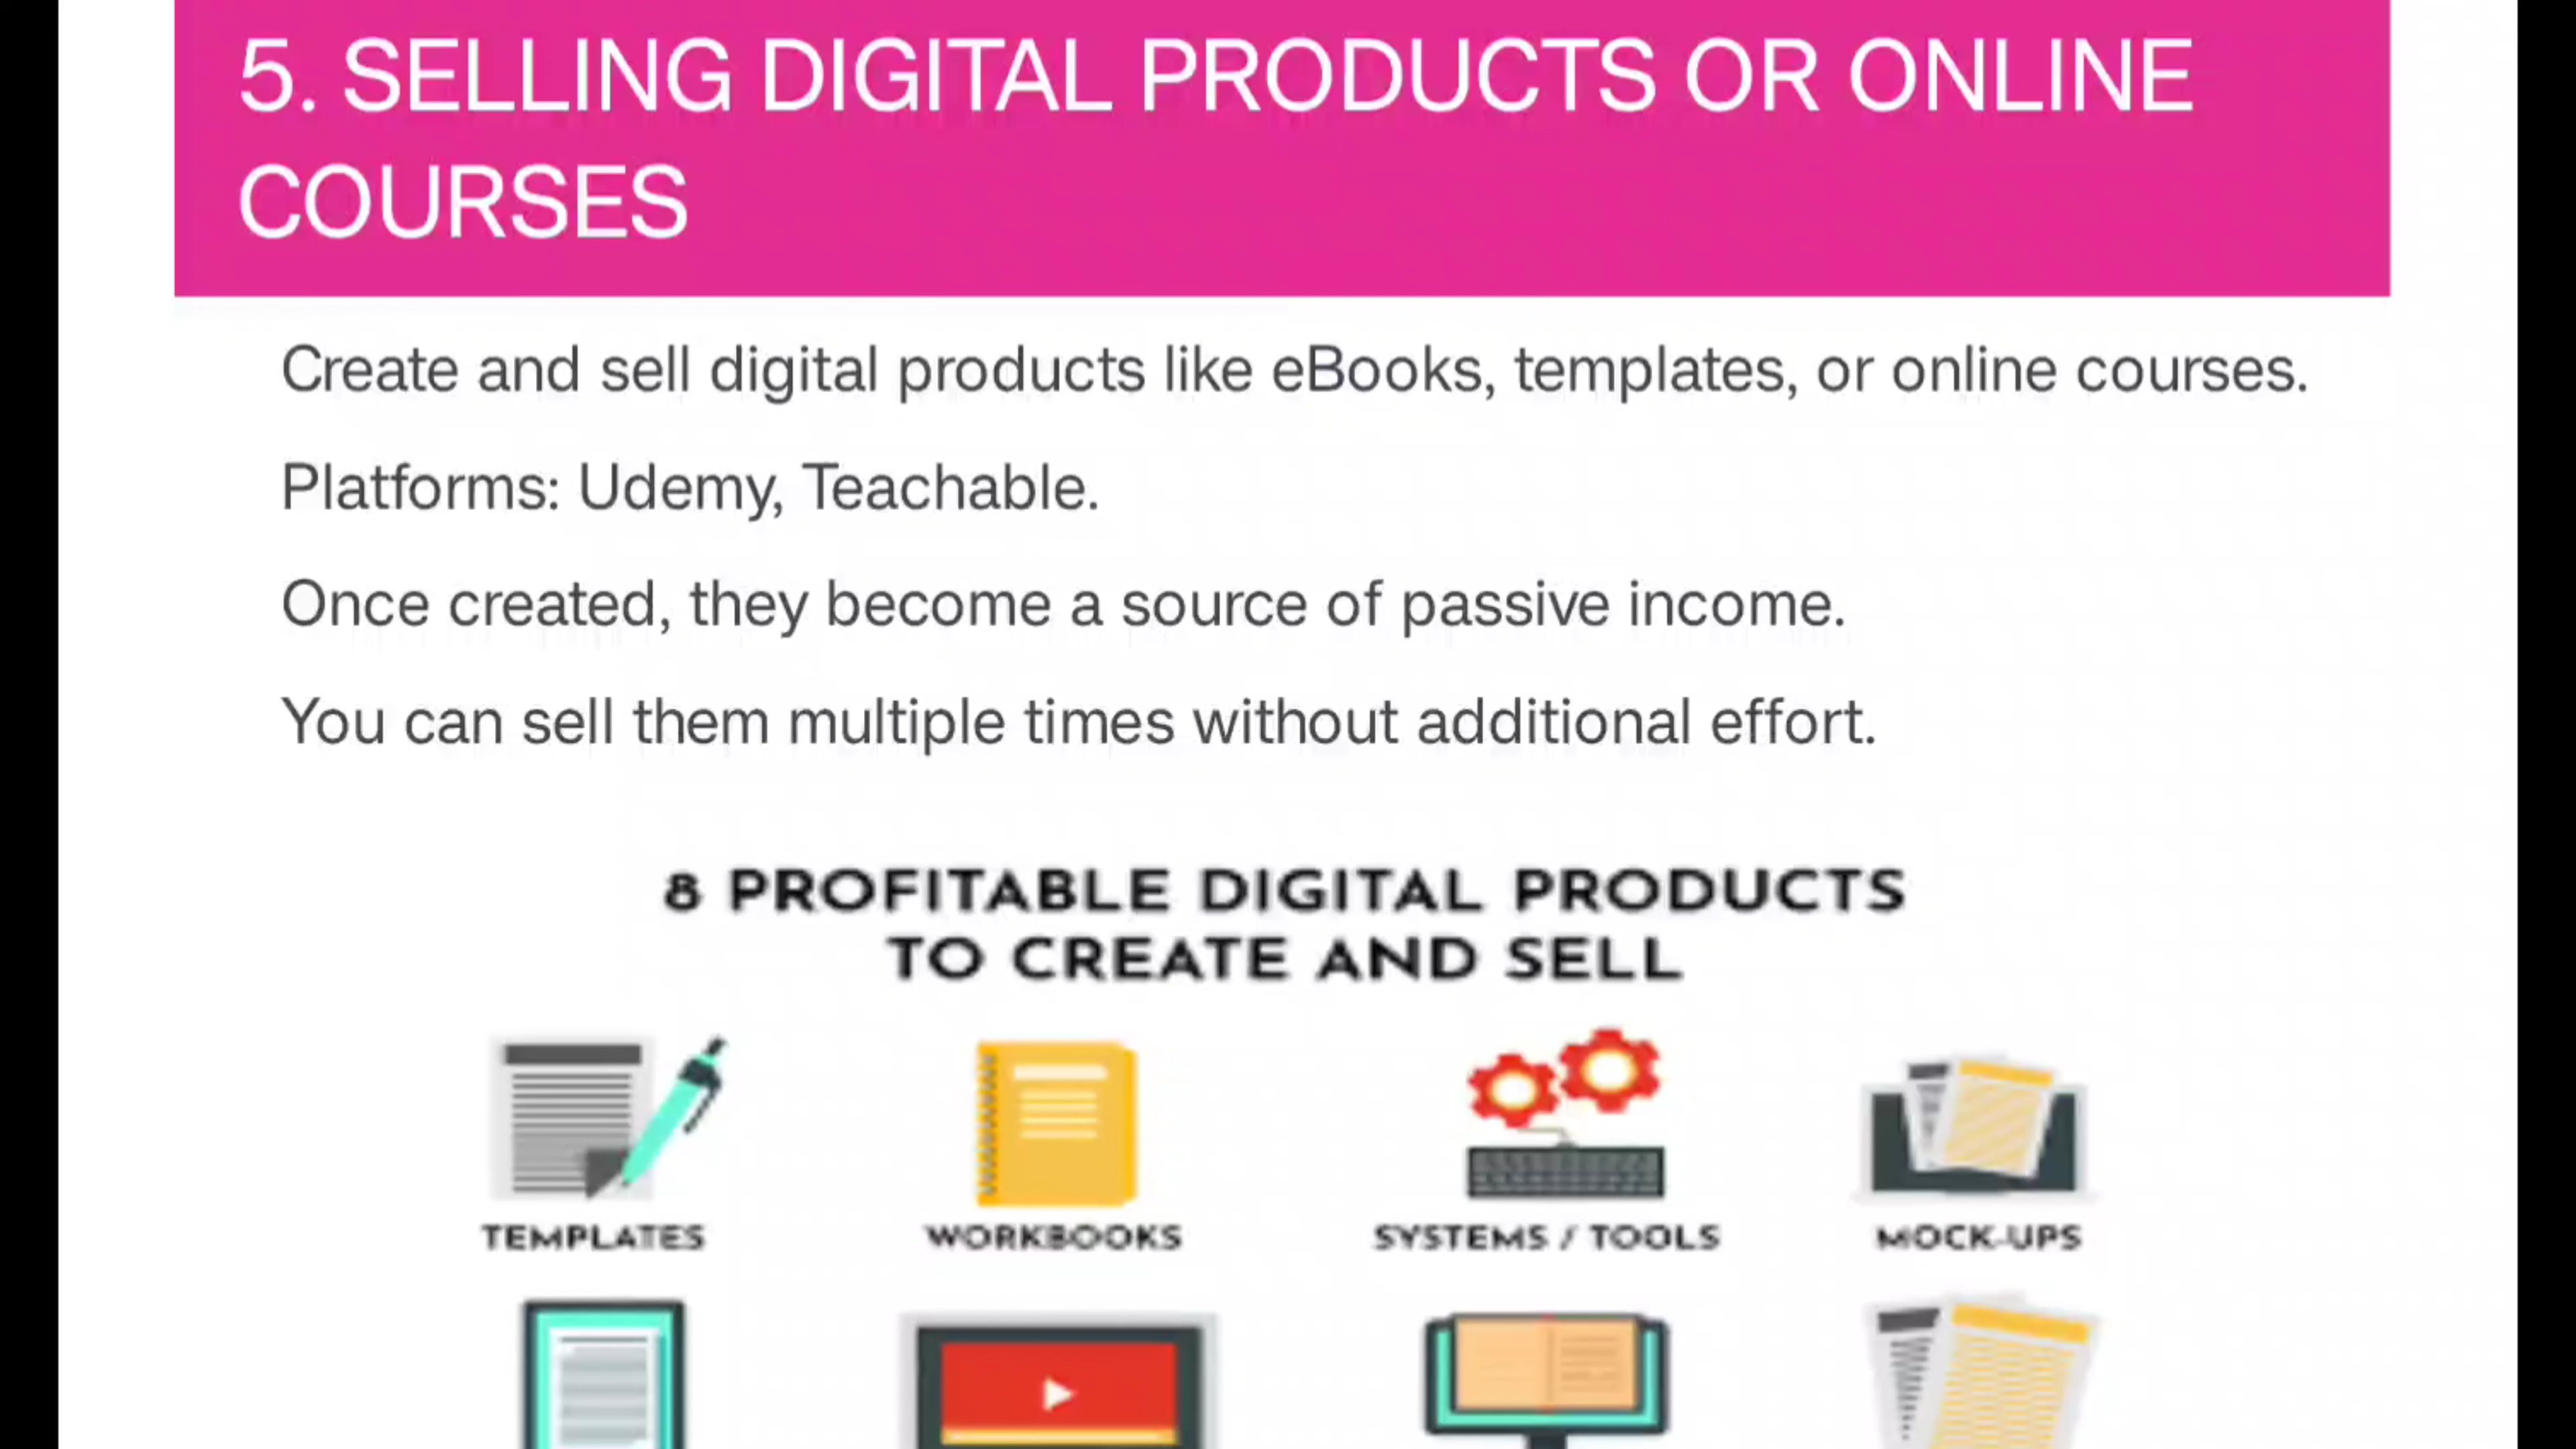 5. SELLING DIGITAL PRODUCTS OR ONLINE
COURSES
Create and sell digital products like eBooks, templates, or online courses.
Platforms: Udemy, Teachable.
Once created, they become a source of passive income.
You can sell them multiple times without additional effort.
8 PROFITABLE DIGITAL PRODUCTS
TO CREATE AND SELL
TEMPLATES
WORKBOOKS
SYSTEMS / TOOLS
MOCK-UPS